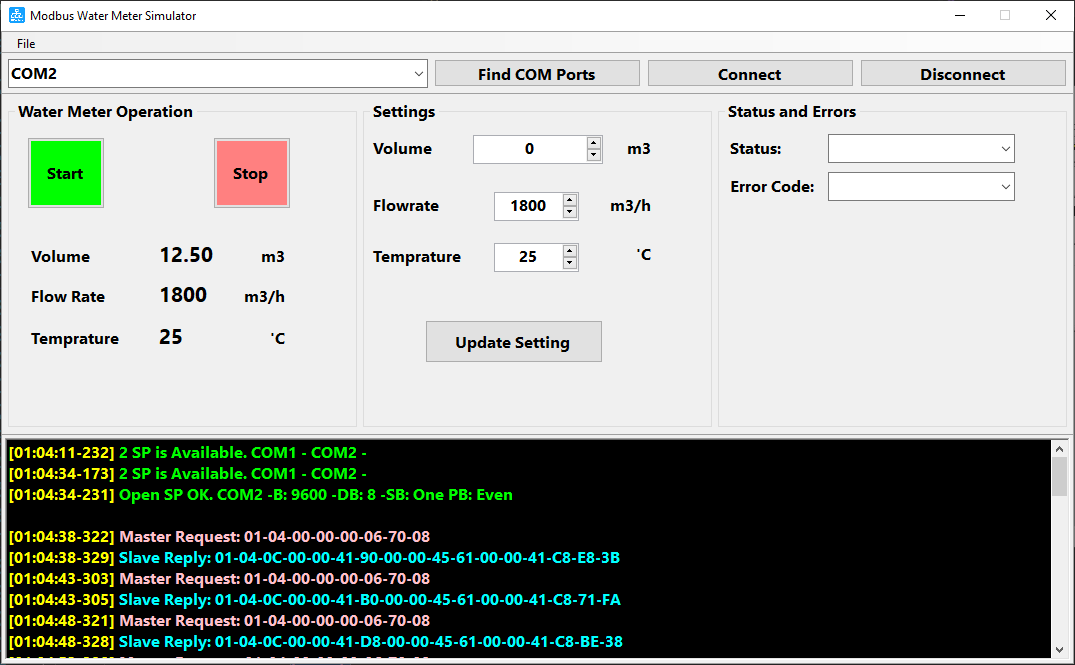 Modbus Water Meter Simulator
File
COM2
Find COM Ports
Connect
Disconnect
Water Meter Operation
Start
Stop
Volume 12.50 m3
Flow Rate 1800 m3/h
Temprature 25 'C
Settings
Volume 0 m3
Flowrate 1800 m3/h
Temprature 25 'C
Update Setting
Status and Errors
Status:
Error Code:
[01:04:11-232] 2 SP is Available. COM1 - COM2 -
[01:04:34-173] 2 SP is Available. COM1 - COM2 -
[01:04:34-231] Open SP OK. COM2 -B: 9600 -DB: 8 -SB: One PB: Even
[01:04:38-322] Master Request: 01-04-00-00-00-06-70-08
[01:04:38-329] Slave Reply: 01-04-0C-00-00-41-90-00-00-45-61-00-00-41-C8-E8-3B
[01:04:43-303] Master Request: 01-04-00-00-00-06-70-08
[01:04:43-305] Slave Reply: 01-04-0C-00-00-41-B0-00-00-45-61-00-00-41-C8-71-FA
[01:04:48-321] Master Request: 01-04-00-00-00-06-70-08
[01:04:48-328] Slave Reply: 01-04-0C-00-00-41-D8-00-00-45-61-00-00-41-C8-BE-38